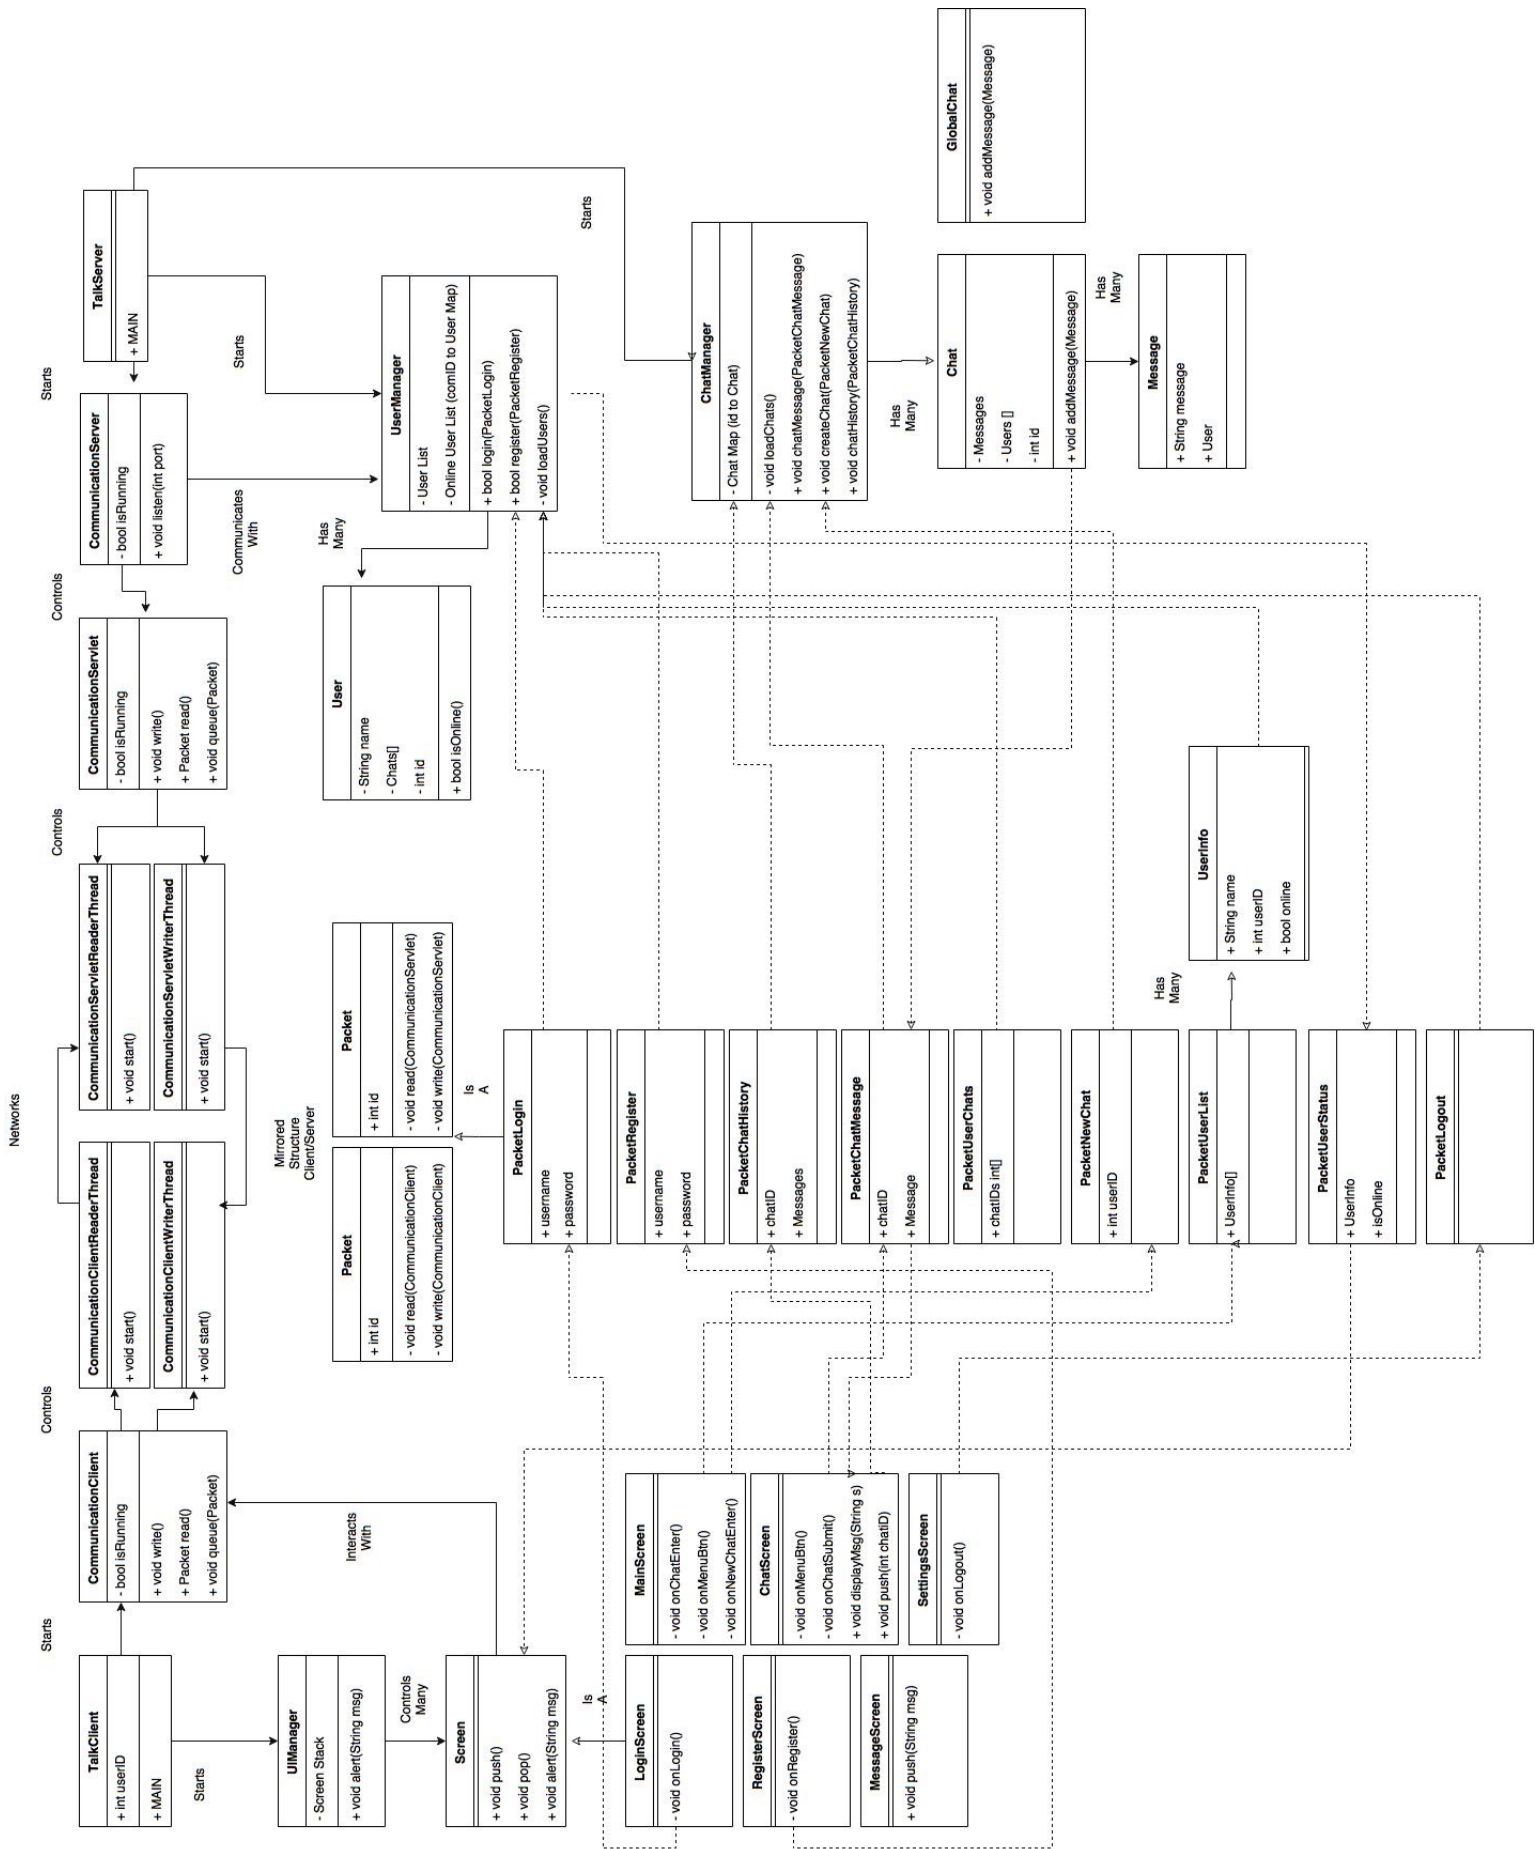 Networks
Starts
Controls
Controls
Controls
Starts
TalkClient
+ int userID
+ MAIN
CommunicationClient
- bool isRunning
+ void write()
+ Packet read()
+ void queue(Packet)
CommunicationClientReaderThread
+ void start()
CommunicationClientWriterThread
+ void start()
CommunicationServletReaderThread
+ void start()
CommunicationServletWriterThread
+ void start()
CommunicationServlet
- bool isRunning
+ void write()
+ Packet read()
+ void queue(Packet)
CommunicationServer
- bool isRunning
+ void listen(int port)
TalkServer
+ MAIN
Starts
Interacts
With
Communicates
With
Starts
UIManager
- Screen Stack
+ void alert(String msg)
Controls
Many
Mirrored
Structure
Client/Server
Packet
+ int id
- void read(CommunicationClient)
- void write(CommunicationClient)
Packet
+ int id
- void read(CommunicationServlet)
- void write(CommunicationServlet)
User
- String name
- Chats[]
- int id
+ bool isOnline()
Has
Many
UserManager
- User List
- Online User List (comID to User Map)
+ bool login(PacketLogin)
+ bool register(PacketRegister)
- void loadUsers()
Screen
+ void push()
+ void pop()
+ void alert(String msg)
Is
A
Is
A
Starts
LoginScreen
- void onLogin()
RegisterScreen
- void onRegister()
MessageScreen
+ void push(String msg)
MainScreen
- void onChatEnter()
- void onMenuBtn()
- void onNewChatEnter()
ChatScreen
- void onMenuBtn()
- void onChatSubmit()
+ void displayMsg(String s)
+ void push(int chatID)
SettingsScreen
- void onLogout()
PacketLogin
+ username
+ password
PacketRegister
+ username
+ password
PacketChatHistory
+ chatID
+ Messages
PacketChatMessage
+ chatID
+ Message
PacketUserChats
+ chatIDs int[]
PacketNewChat
+ int userID
PacketUserList
+ UserInfo[]
PacketUserStatus
+ UserInfo
+ isOnline
PacketLogout
Has
Many
UserInfo
+ String name
+ int userID
+ bool online
ChatManager
- Chat Map (id to Chat)
- void loadChats()
+ void chatMessage(PacketChatMessage)
+ void createChat(PacketNewChat)
+ void chatHistory(PacketChatHistory)
Has
Many
Chat
- Messages
- Users []
- int id
+ void addMessage(Message)
GlobalChat
+ void addMessage(Message)
Has
Many
Message
+ String message
+ User